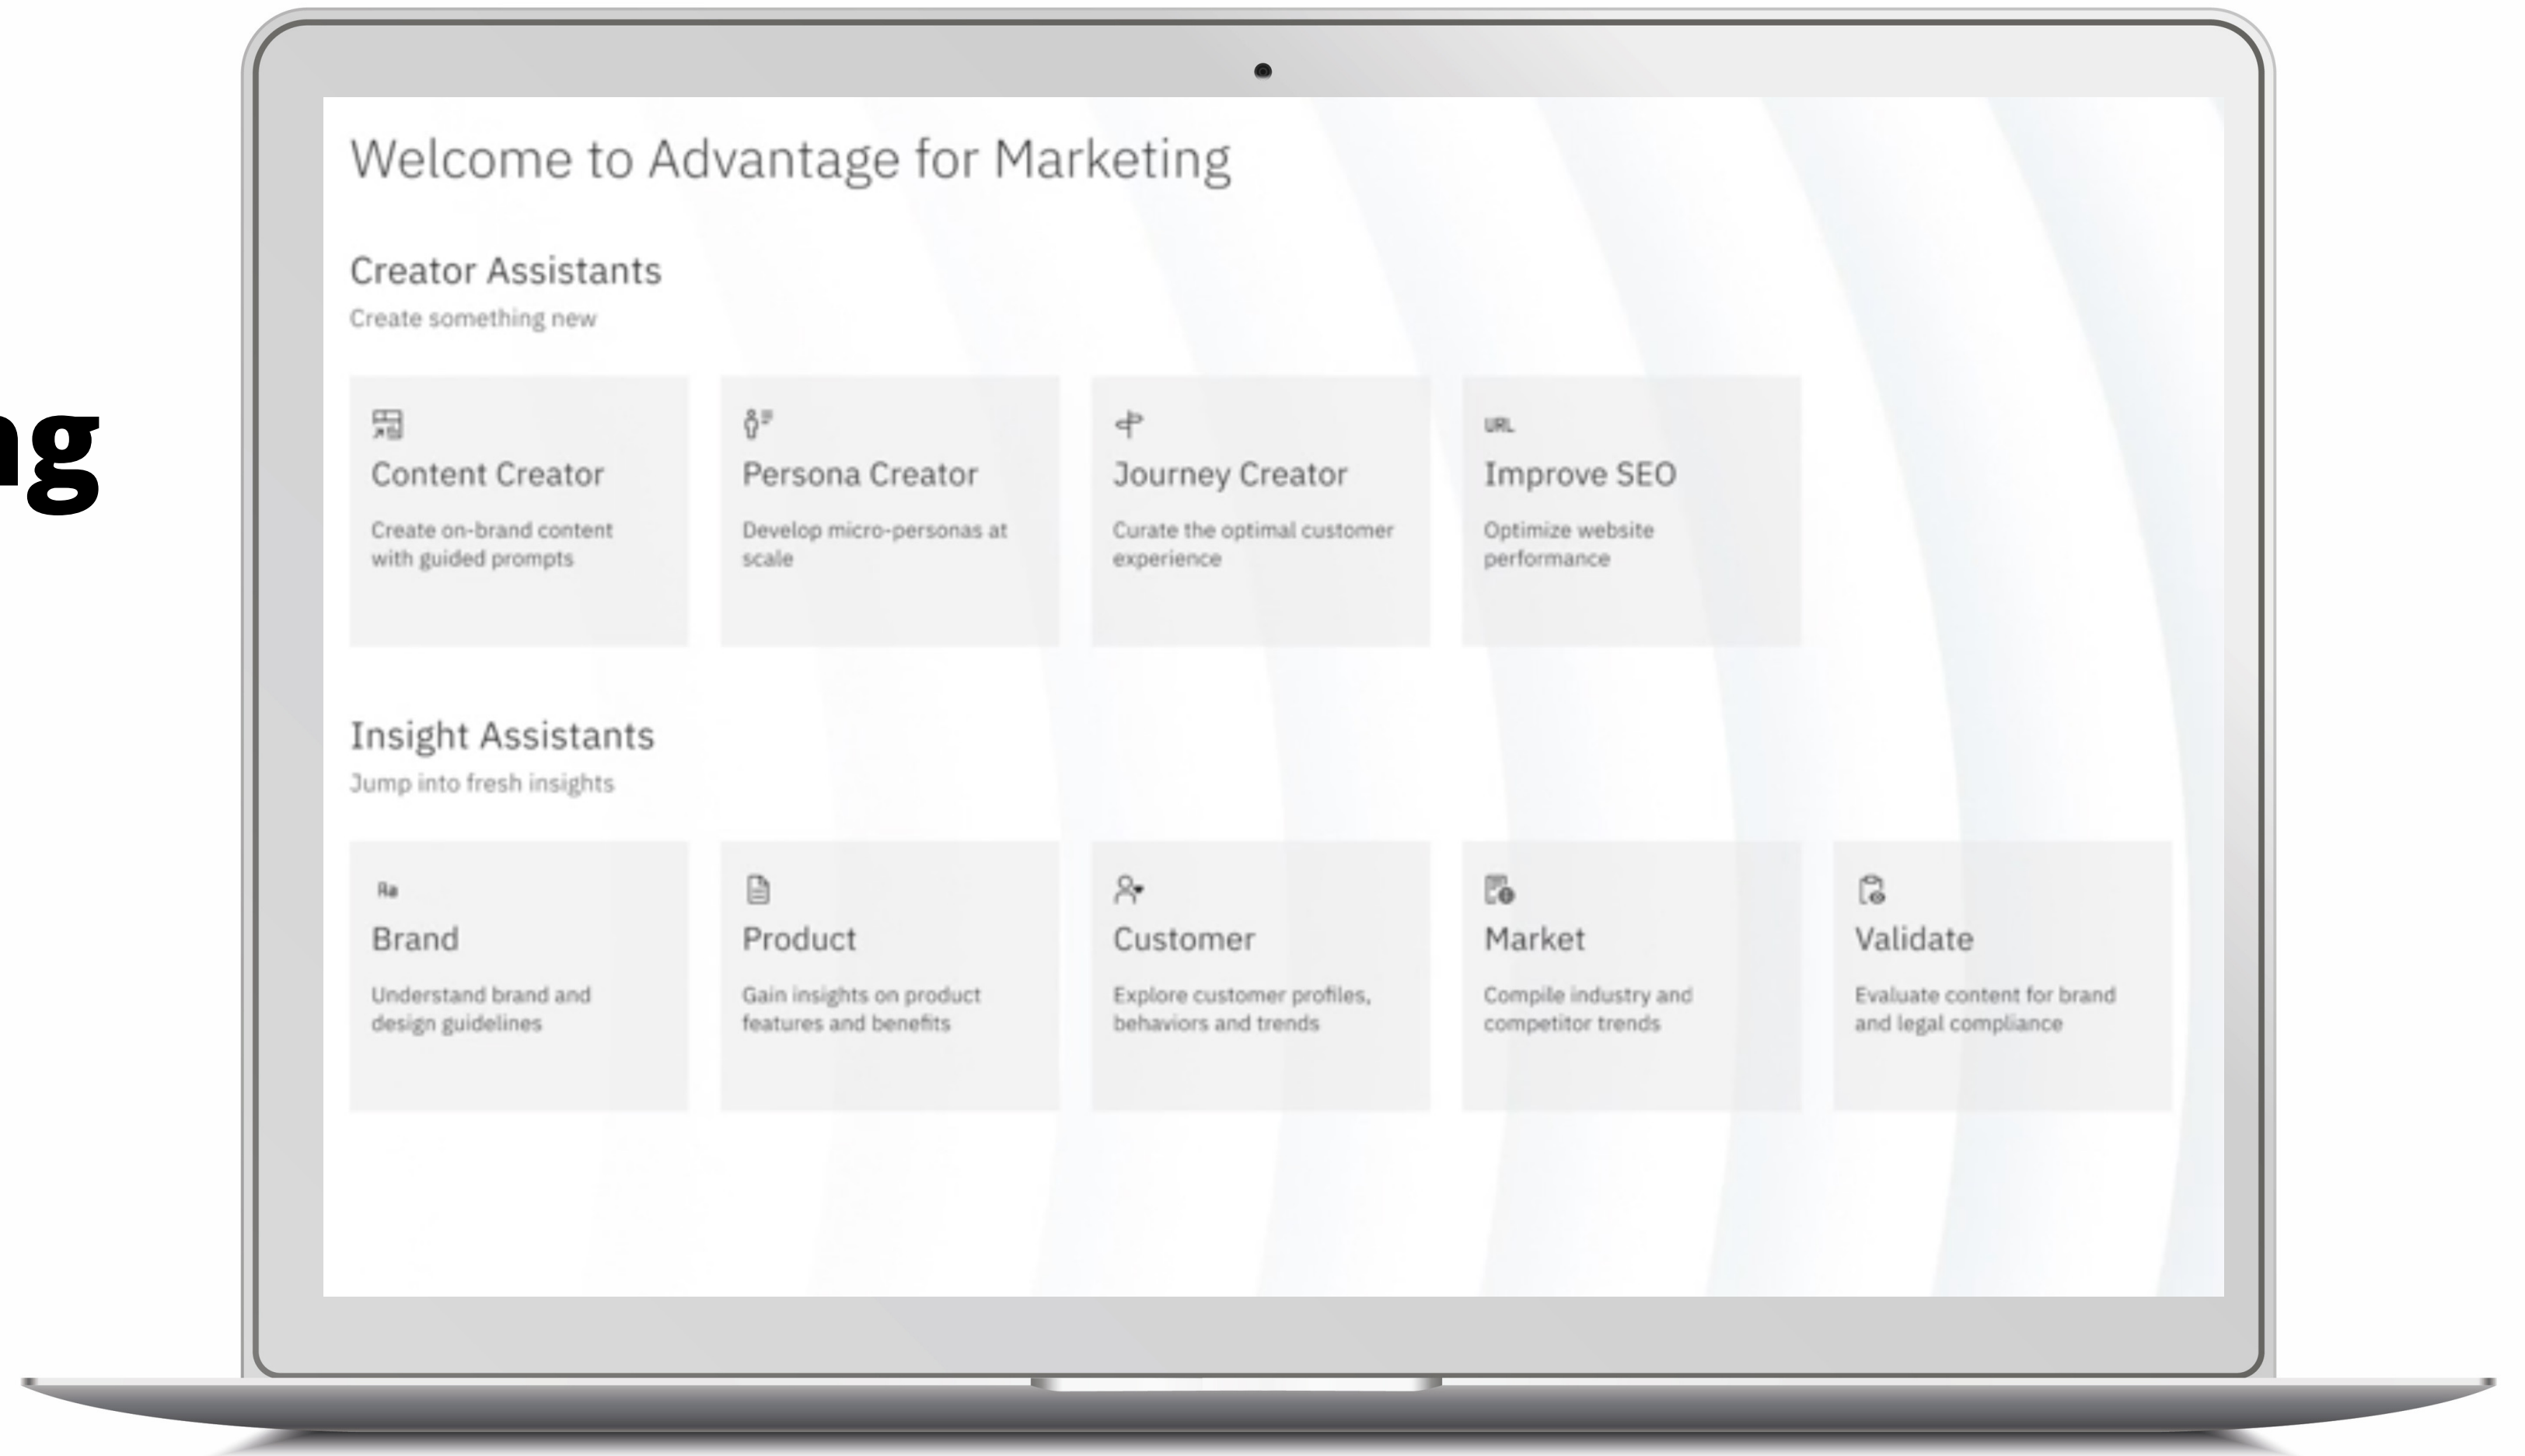 ng
Welcome to Advantage for Marketing
Creator Assistants
Create something new
Content Creator
Create on-brand content
with guided prompts
Persona Creator
Develop micro-personas at
scale
Journey Creator
Curate the optimal customer
experience
URL
Improve SEO
Optimize website
performance
Insight Assistants
Jump into fresh insights
Aa
Brand
Understand brand and
design guidelines
Product
Gain insights on product
features and benefits
Customer
Explore customer profiles,
behaviors and trends
Market
Compile industry and
competitor trends
Validate
Evaluate content for brand
and legal compliance